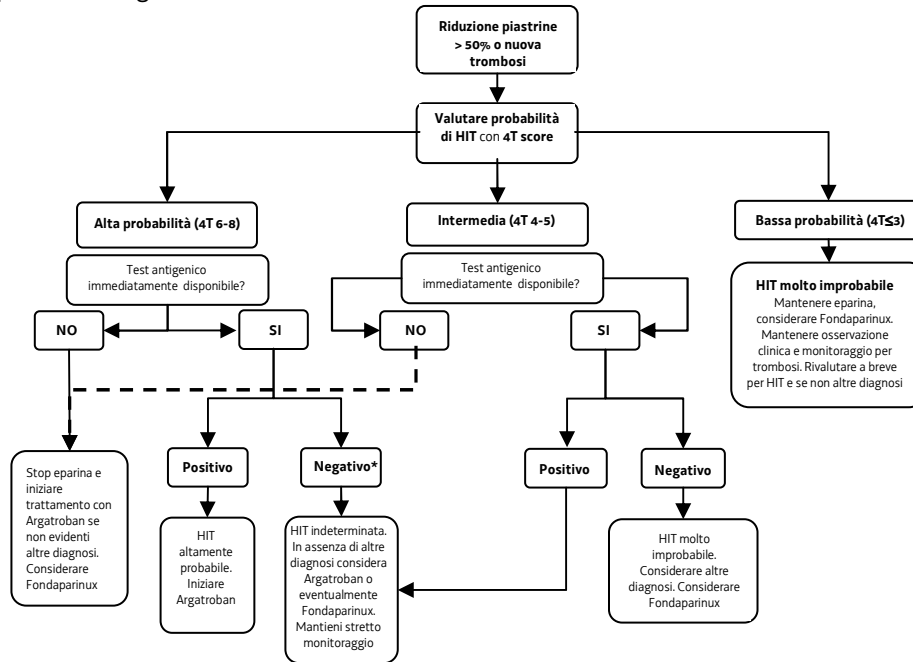 Riduzione piastrine
> 50% o nuova
trombosi
Valutare probabilità
di HIT con 4T score
Alta probabilità (4T 6-8)
Intermedia (4T 4-5)
Bassa probabilità (4T≤3)
Test antigenico
immediatamente disponibile?
Test antigenico
immediatamente disponibile?
HIT molto improbabile
Mantenere eparina,
considerare Fondaparinux.
Mantenere osservazione
clinica e monitoraggio per
trombosi. Rivalutare a breve
per HIT e se non altre diagnosi
NO
SI
NO
SI
Positivo
Negativo*
Positivo
Negativo
Stop eparina e
iniziare
trattamento con
Argatroban se
non evidenti
altre diagnosi.
Considerare
Fondaparinux
HIT
altamente
probabile.
Iniziare
Argatroban
HIT indeterminata.
In assenza di altre
diagnosi considera
Argatroban o
eventualmente
Fondaparinux.
Mantieni stretto
monitoraggio
HIT molto
improbabile.
Considerare altre
diagnosi. Considerare
Fondaparinux